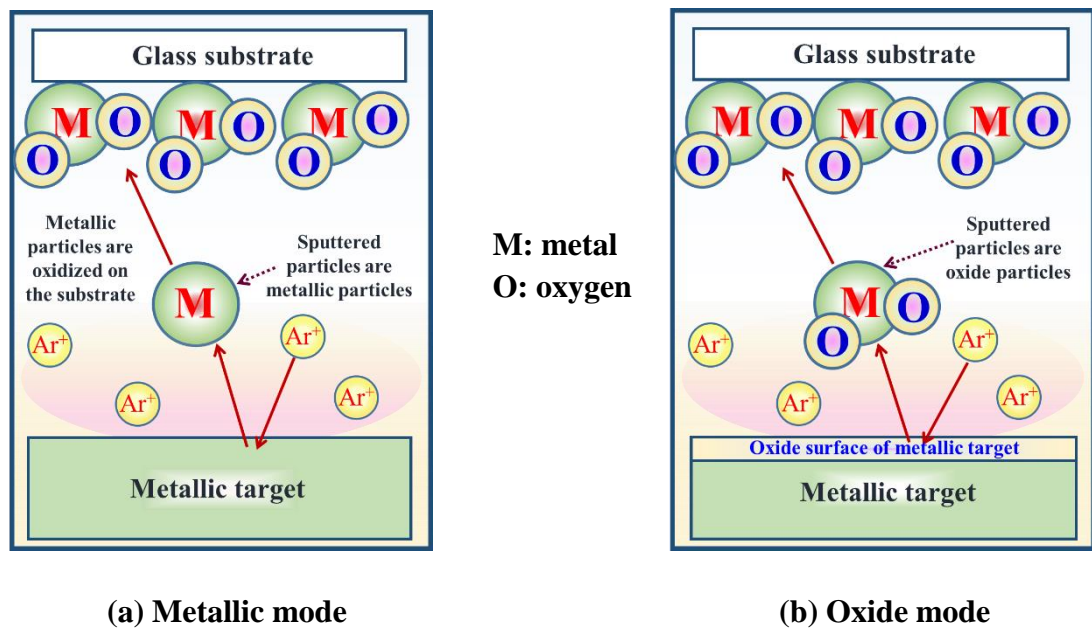 Glass substrate
M O M O M O
O O O
Metallic
particles are
oxidized on
the substrate
Sputtered
particles are
metallic particles
M
Ar⁺
Ar⁺
Ar⁺
Ar⁺
Metallic target
(a) Metallic mode
M: metal
O: oxygen
Glass substrate
M O M O M O
O O O
Sputtered
particles are
oxide particles
M O
O
Ar⁺
Ar⁺
Ar⁺
Ar⁺
Oxide surface of metallic target
Metallic target
(b) Oxide mode